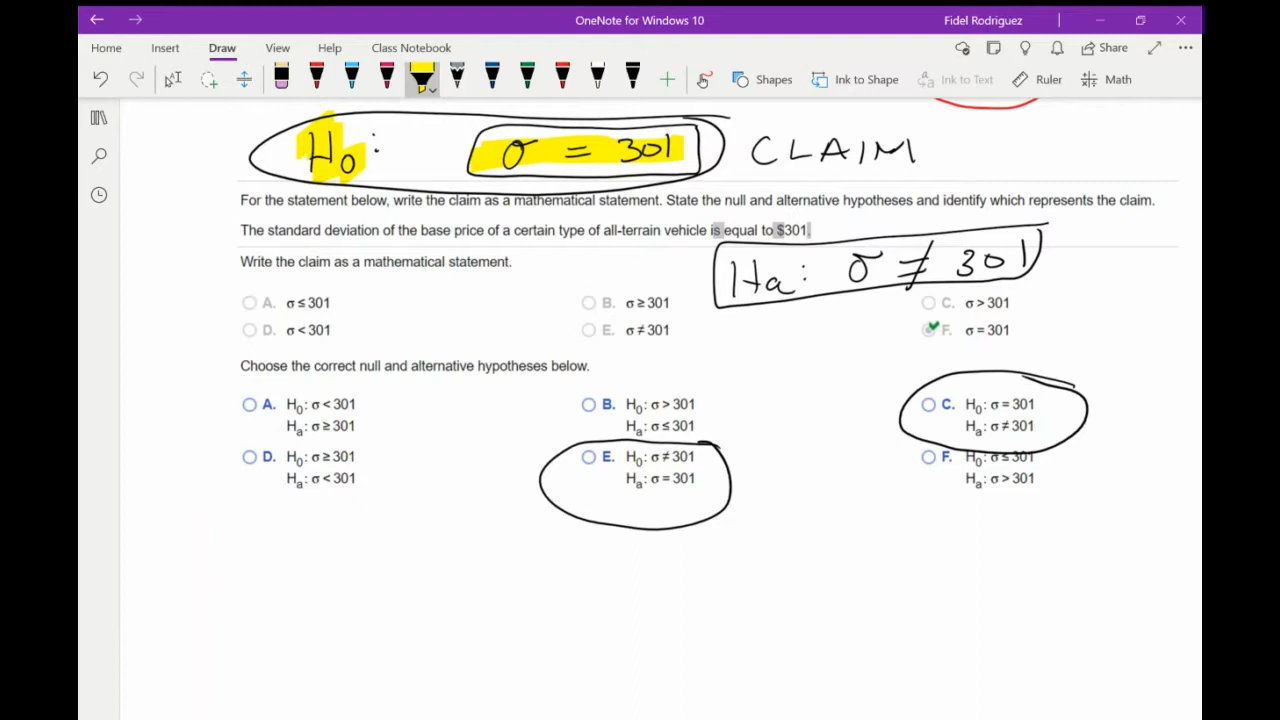 OneNote for Windows 10
Fidel Rodriguez
Home Insert Draw View Help Class Notebook Share
Shapes Ink to Shape Ink to Text Ruler Math
H₀: σ = 301 CLAIM
For the statement below, write the claim as a mathematical statement. State the null and alternative hypotheses and identify which represents the claim.
The standard deviation of the base price of a certain type of all-terrain vehicle is equal to $301.
Ha: σ ≠ 301
Write the claim as a mathematical statement.
A. σ ≤ 301 B. σ ≥ 301 C. σ > 301
D. σ < 301 E. σ ≠ 301 F. σ = 301
Choose the correct null and alternative hypotheses below.
A. H₀: σ < 301 B. H₀: σ > 301 C. H₀: σ = 301
Hₐ: σ ≥ 301 Hₐ: σ ≤ 301 Hₐ: σ ≠ 301
D. H₀: σ ≥ 301 E. H₀: σ ≠ 301 F. H₀: σ ≤ 301
Hₐ: σ < 301 Hₐ: σ = 301 Hₐ: σ > 301